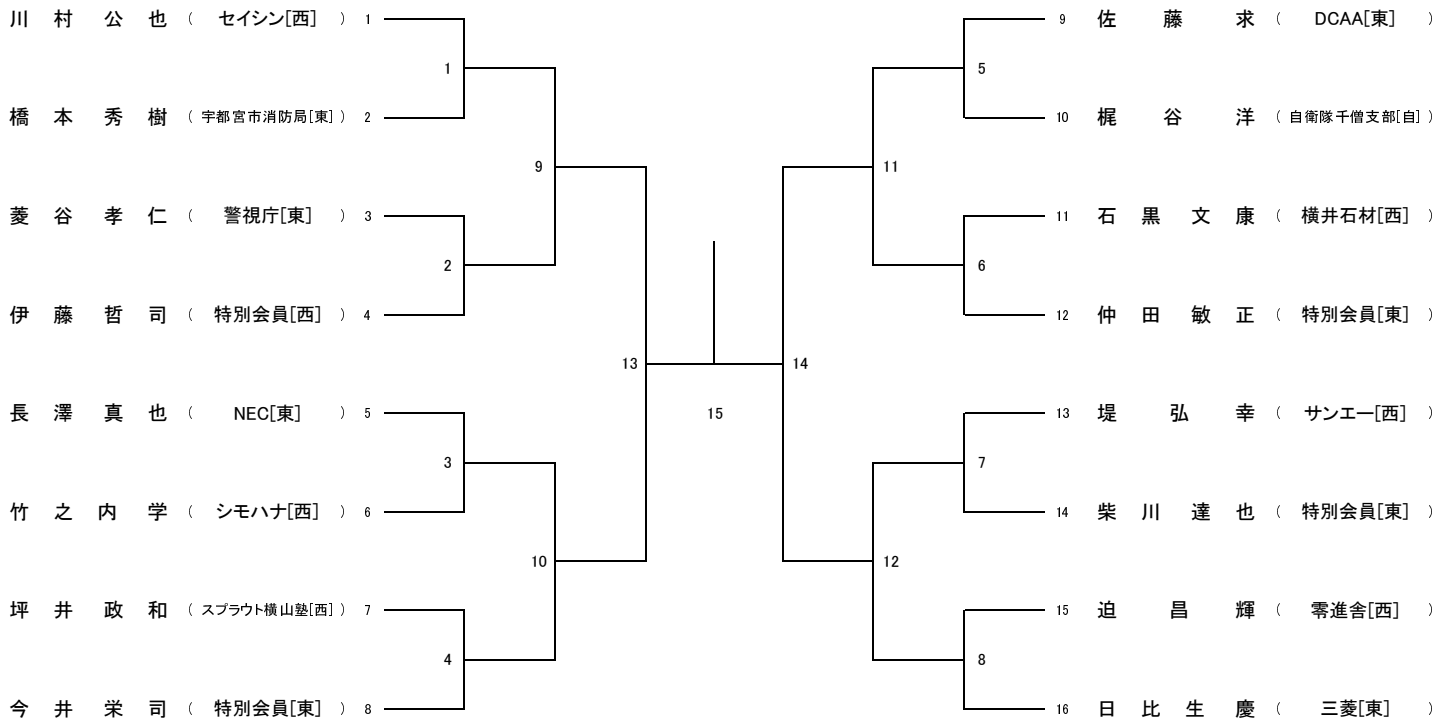 川村公也 （ セイシン[西] ） 1
1
橋本秀樹 （ 宇都宮市消防局[東] ） 2
9
菱谷孝仁 （ 警視庁[東] ） 3
2
伊藤哲司 （ 特別会員[西] ） 4
13
長澤真也 （ NEC[東] ） 5
3
竹之内学 （ シモハナ[西] ） 6
10
坪井政和 （ スプラウト横山塾[西] ） 7
4
今井栄司 （ 特別会員[東] ） 8
15
9 佐藤求 （ DCAA[東] ）
5
10 梶谷洋 （ 自衛隊千僧支部[自] ）
11
11 石黒文康 （ 横井石材[西] ）
6
12 仲田敏正 （ 特別会員[東] ）
14
13 堤弘幸 （ サンエー[西] ）
7
14 柴川達也 （ 特別会員[東] ）
12
15 迫昌輝 （ 零進舎[西] ）
8
16 日比生慶 （ 三菱[東] ）